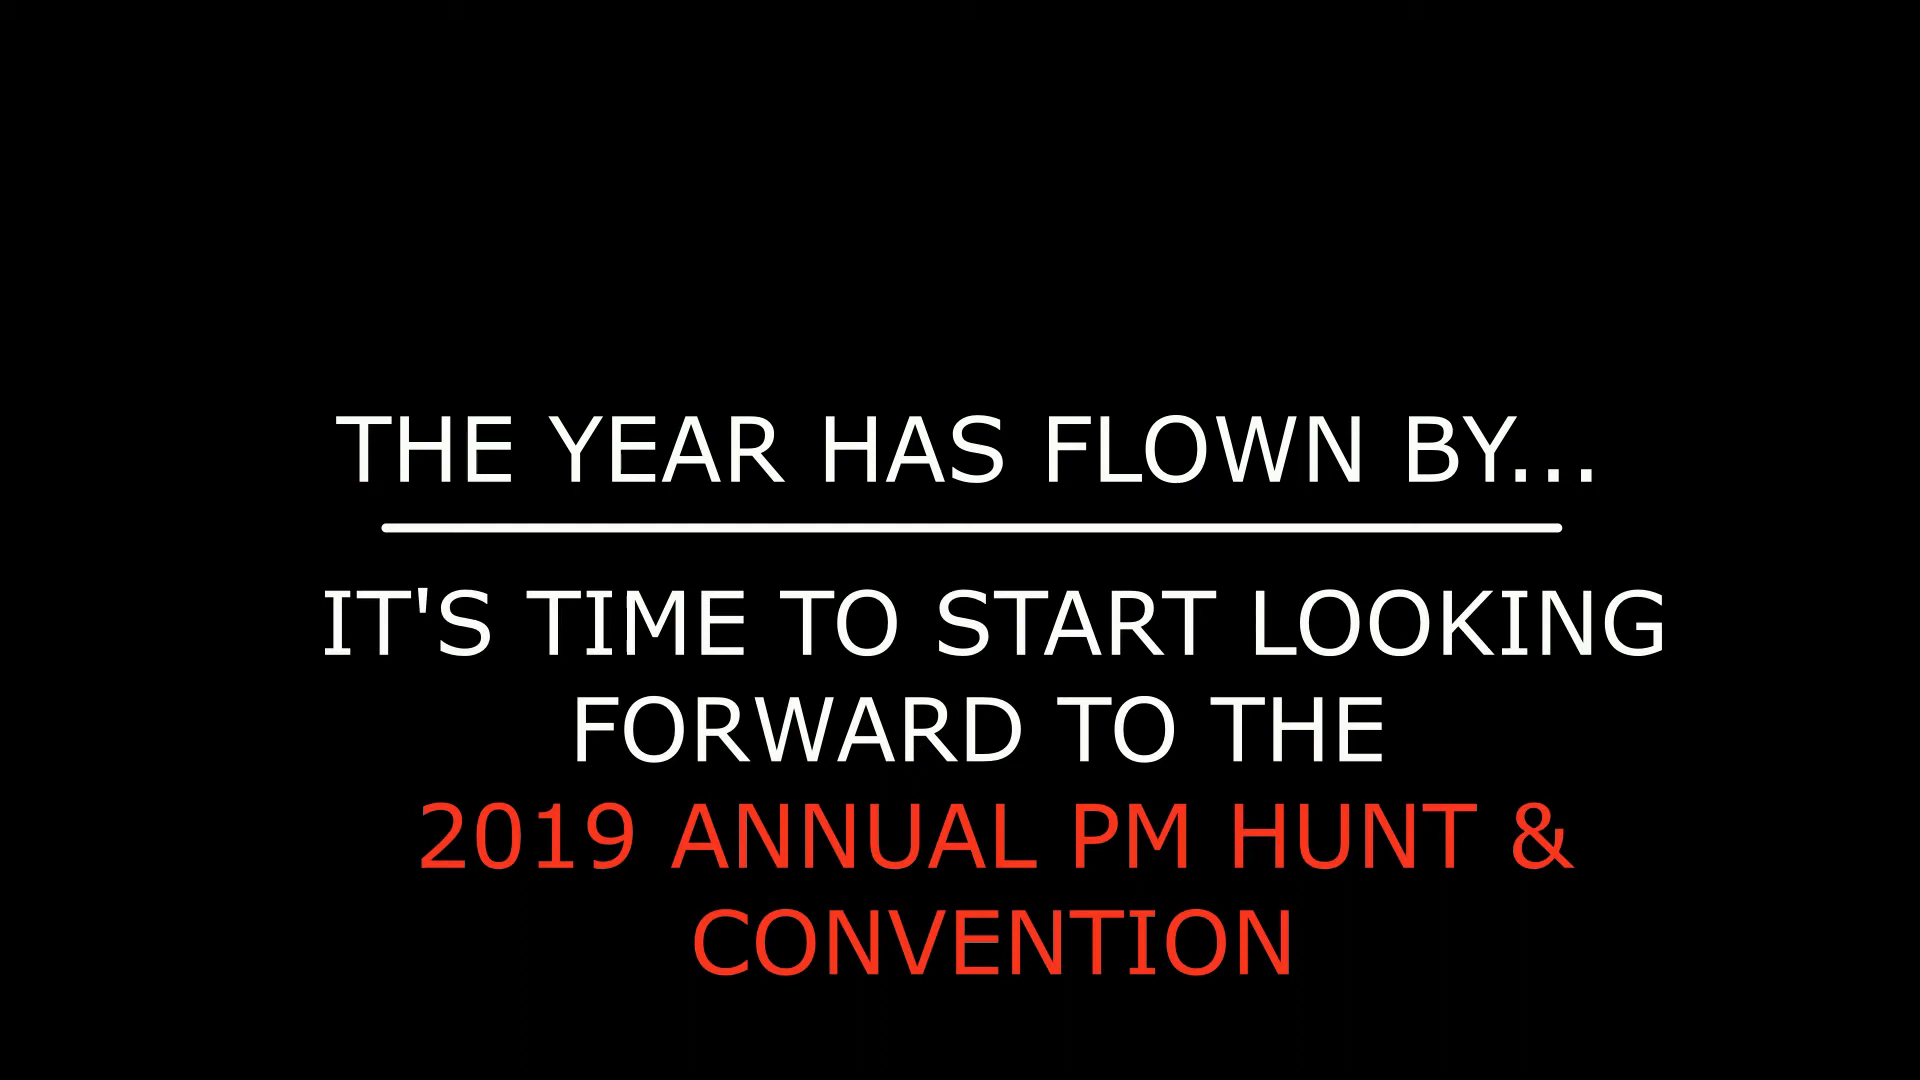 THE YEAR HAS FLOWN BY...
IT'S TIME TO START LOOKING
FORWARD TO THE
2019 ANNUAL PM HUNT &
CONVENTION